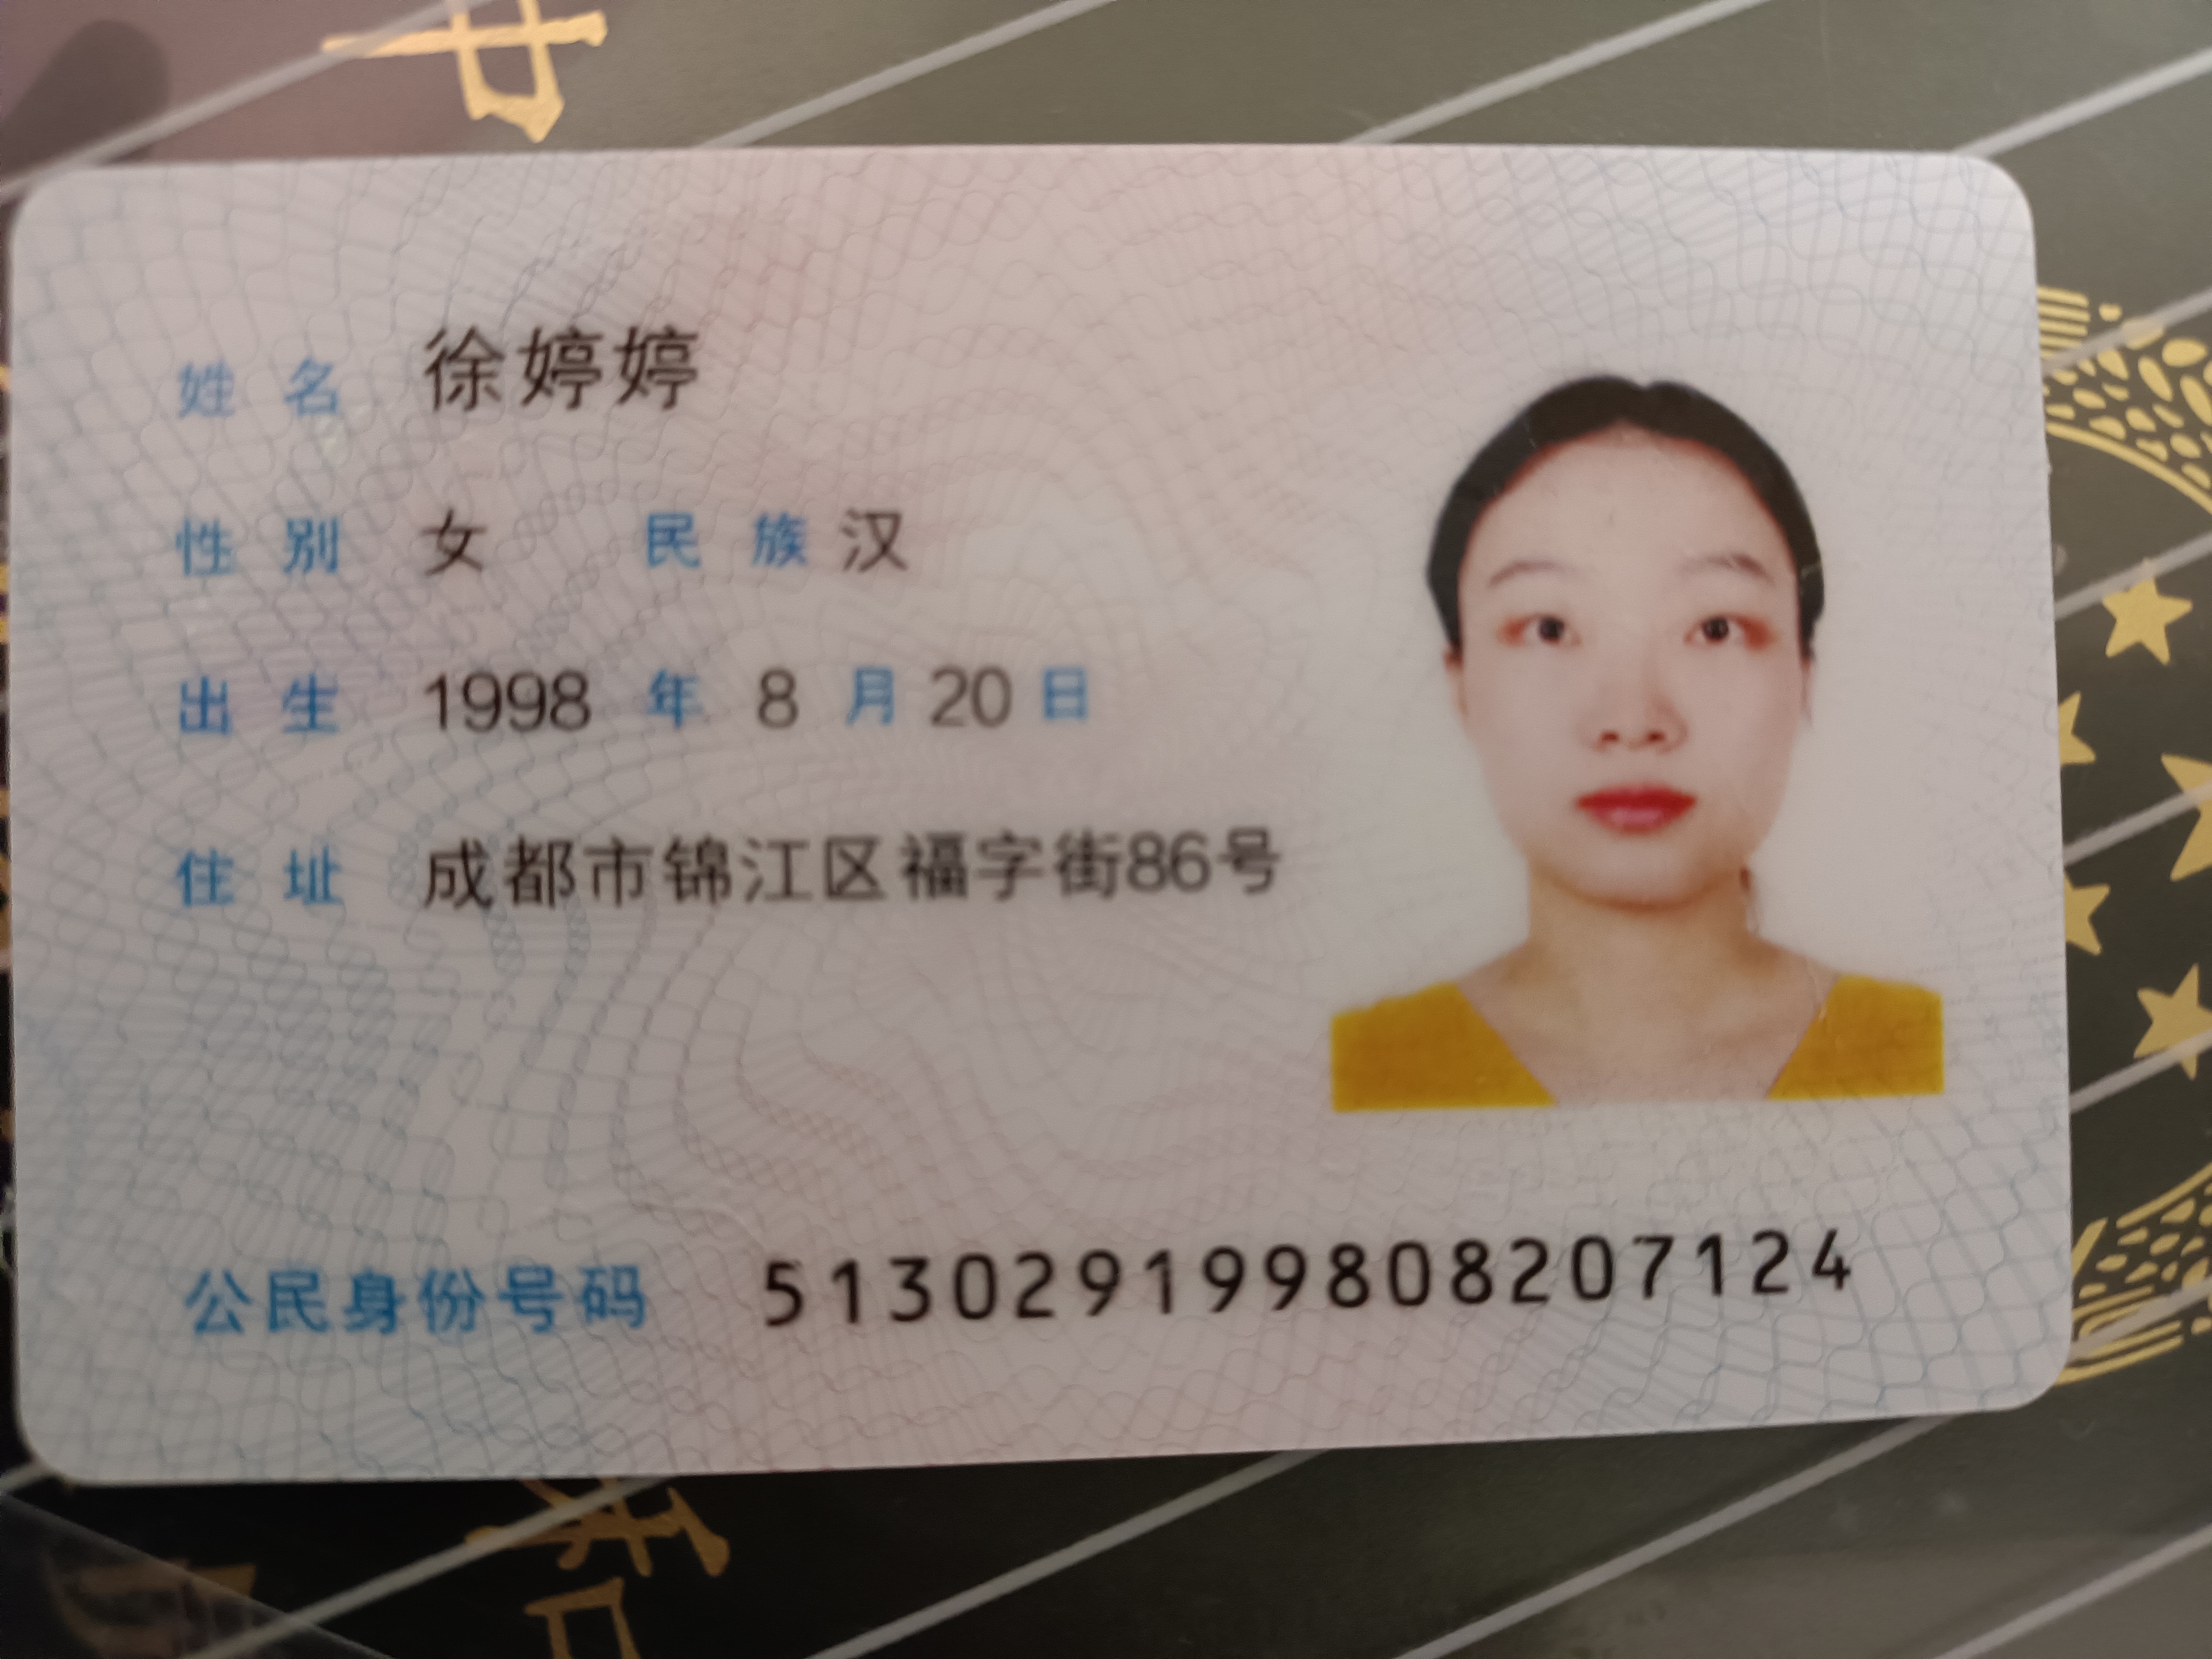 姓 名 徐婷婷
性 别 女 民 族 汉
出 生 1998 年 8 月 20 日
住 址 成都市锦江区福字街86号
公民身份号码 513029199808207124